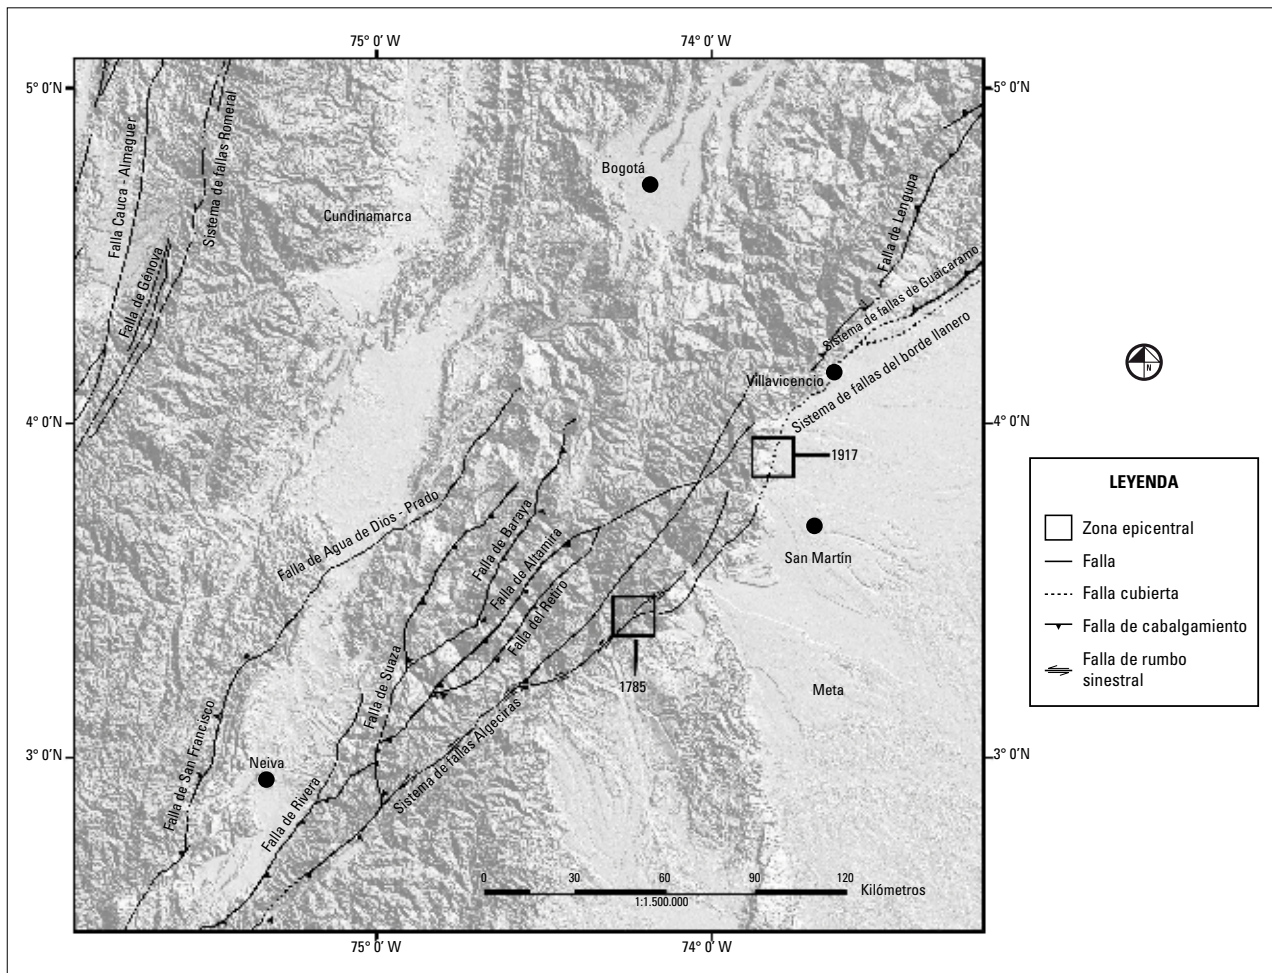 75° 0' W
74° 0' W
5° 0'N
5° 0'N
Falla Cauca - Almaguer
Sistema de fallas Romeral
Bogotá
Cundinamarca
Falla de Génova
Falla de Lengupa
Sistema de fallas de Guaicaramo
Villavicencio
Sistema de fallas del borde llanero
4° 0'N
4° 0'N
1917
LEYENDA
Zona epicentral
Falla
Falla cubierta
Falla de cabalgamiento
Falla de rumbo
sinestral
N
San Martín
Falla de Agua de Dios - Prado
Falla de Baraya
Falla de Altamira
Falla del Retiro
Falla de Suaza
1785
Meta
Sistema de fallas Algeciras
3° 0'N
3° 0'N
Neiva
Falla de San Francisco
Falla de Rivera
0
30
60
90
120
Kilómetros
1:1.500.000
75° 0' W
74° 0' W